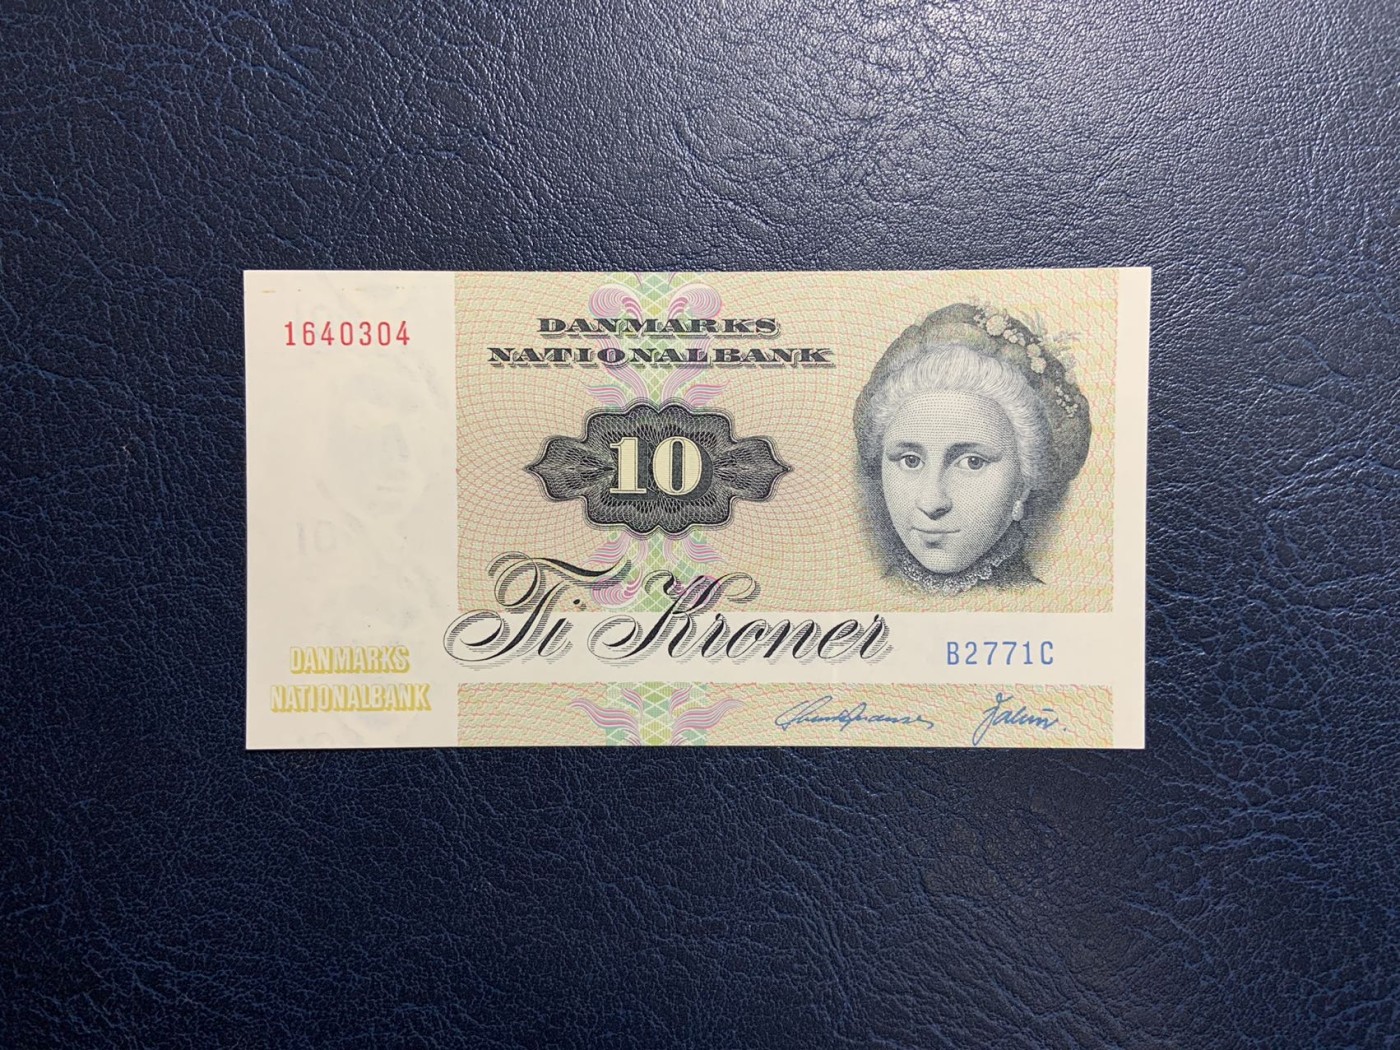 1640304
DANMARKS
NATIONALBANK
10
Ti Kroner
B2771C
DANMARKS
NATIONALBANK